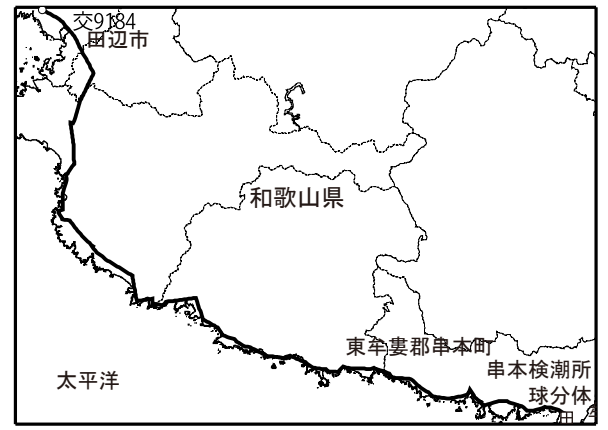 交9184
田辺市
和歌山県
東牟婁郡串本町
串本検潮所
球分体
太平洋